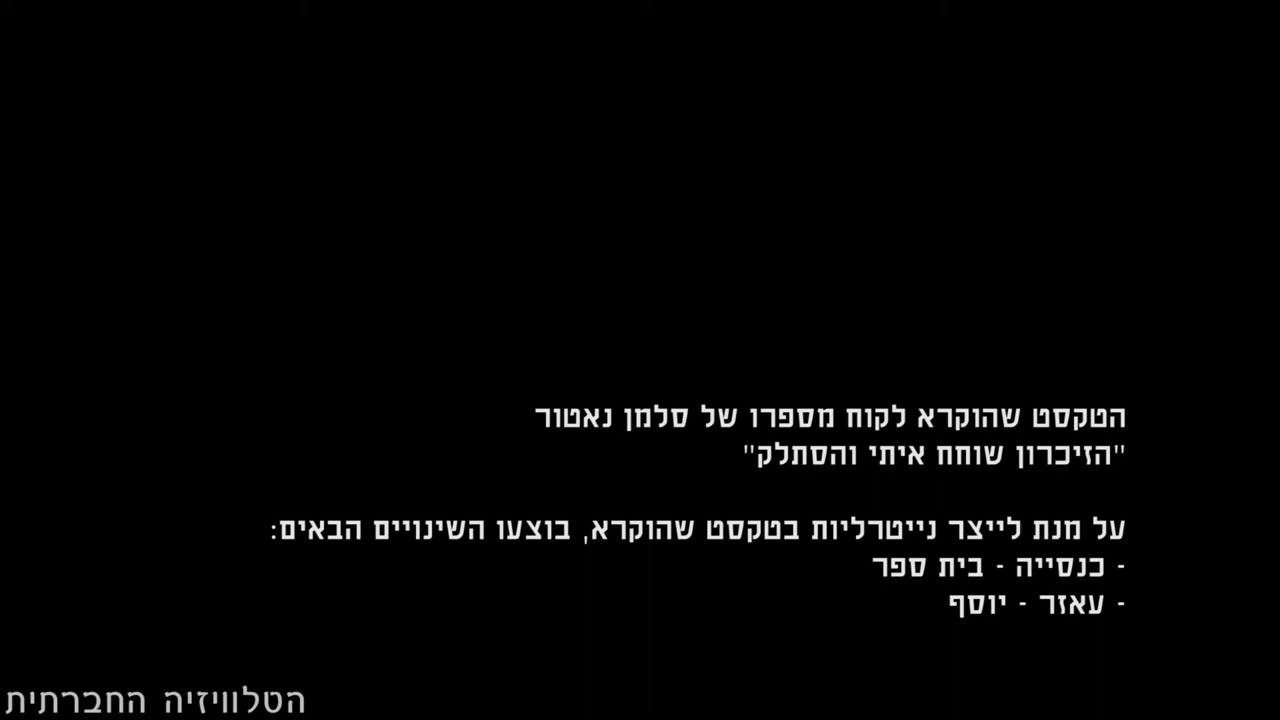 הטקסט שהוקרא לקוח מספרו של סלמן נאטור
"הזיכרון שוחח איתי והסתלק"
על מנת לייצר נייטרליות בטקסט שהוקרא, בוצעו השינויים הבאים:
- כנסייה - בית ספר
- עאזר - יוסף
הטלוויזיה החברתית